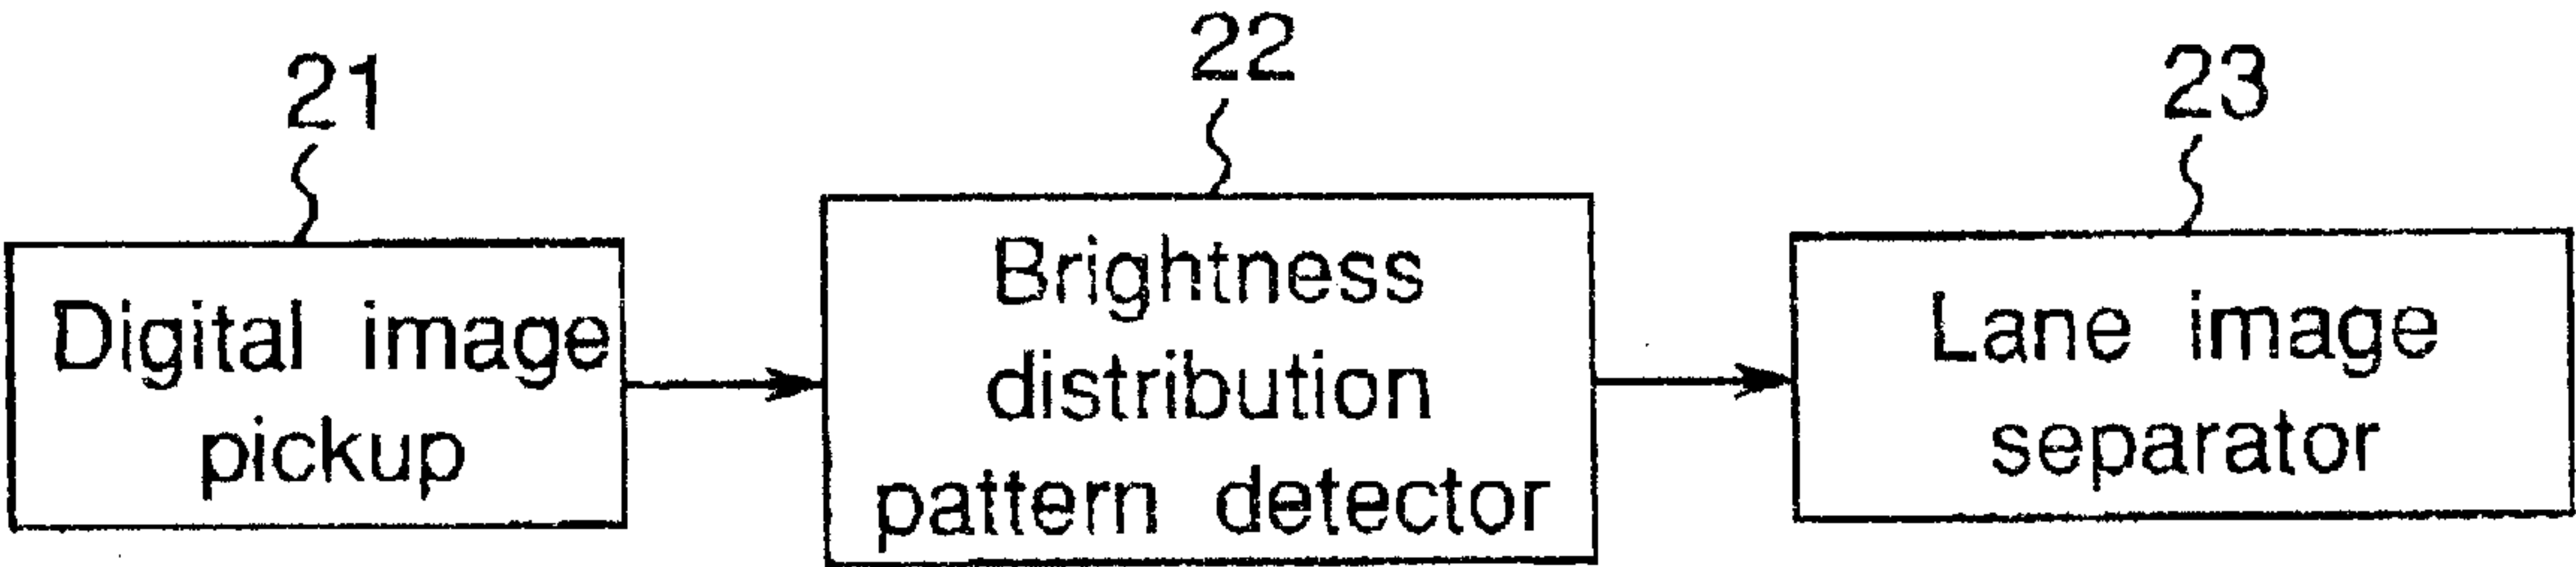 21
Digital image
pickup
22
Brightness
distribution
pattern detector
23
Lane image
separator